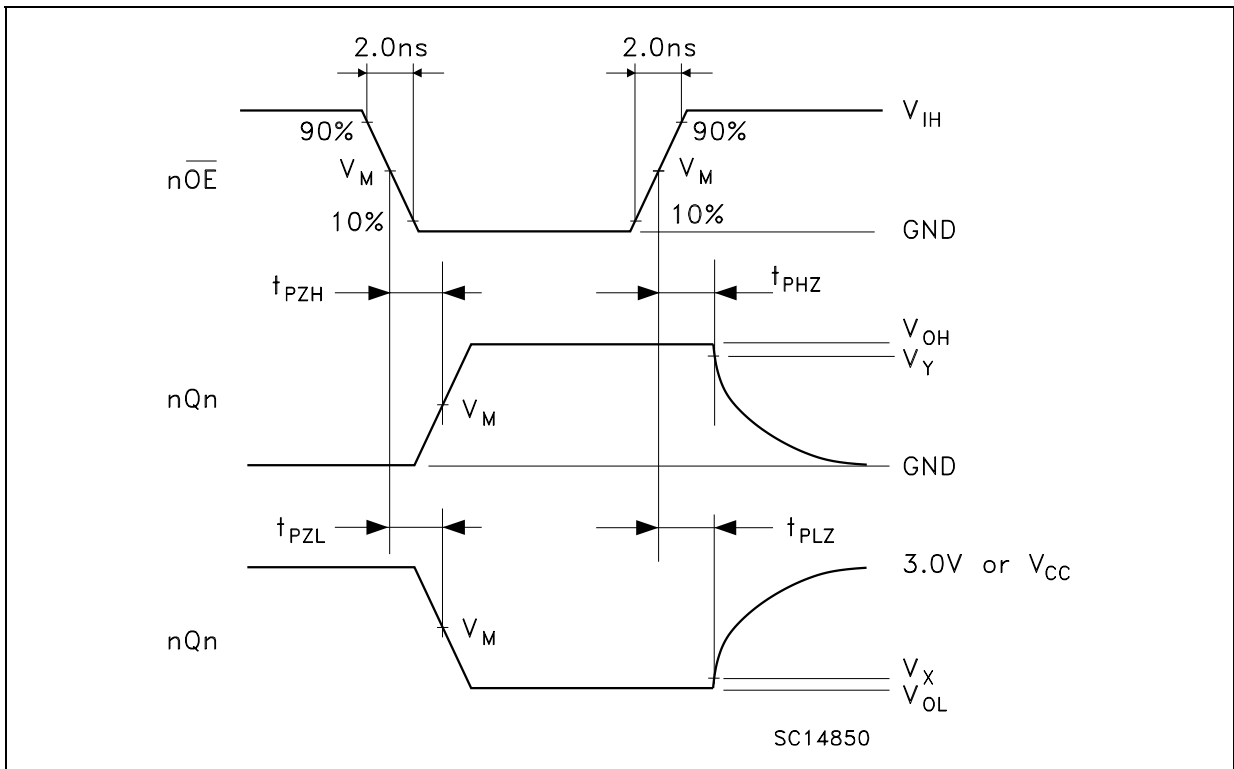 2.0ns 2.0ns
V_IH
90% 90%
nOE V_M V_M
10% 10%
GND
t_PZH t_PHZ
V_OH
V_Y
nQn V_M
GND
t_PZL t_PLZ
3.0V or V_CC
nQn V_M
V_X
V_OL
SC14850